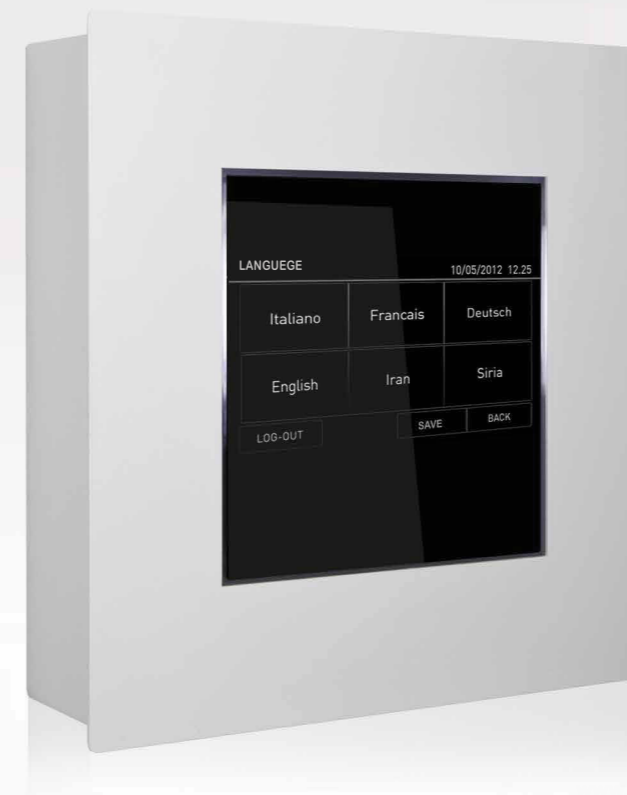 LANGUEGE 10/05/2012 12.25
Italiano Francais Deutsch
English Iran Siria
LOG-OUT SAVE BACK